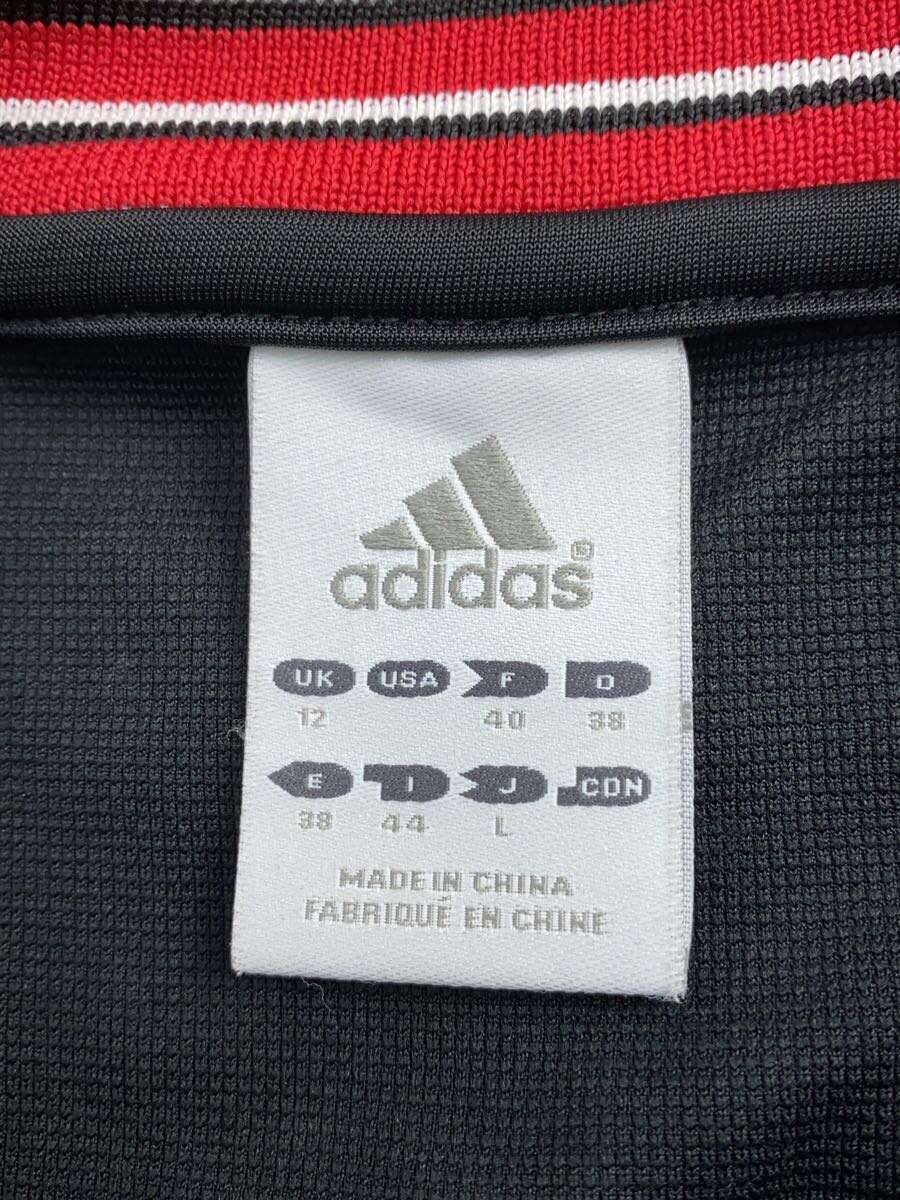 adidas®
UK USA F D
12 40 38
E I J CDN
38 44 L
MADE IN CHINA
FABRIQUÉ EN CHINE